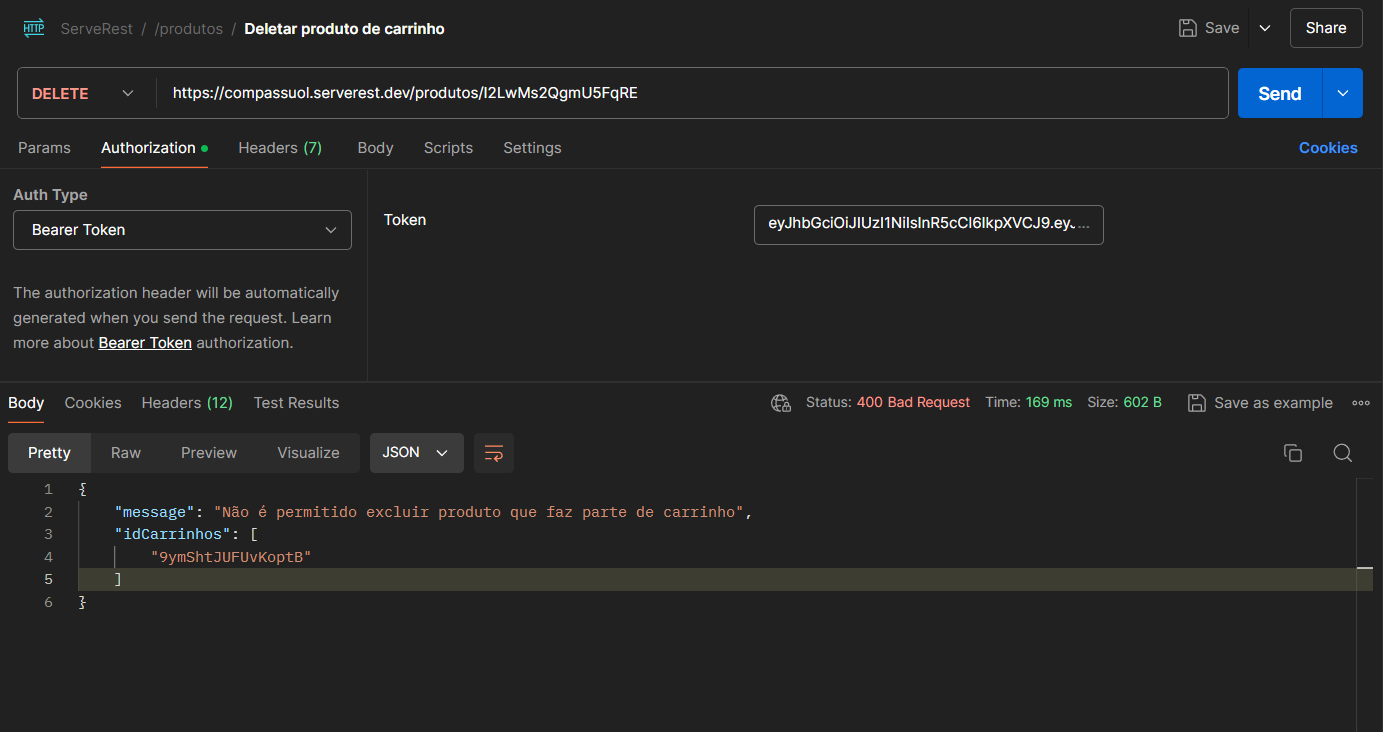 HTTP ServeRest / /produtos / Deletar produto de carrinho Save Share
DELETE https://compassuol.serverest.dev/produtos/I2LwMs2QgmU5FqRE Send
Params Authorization Headers (7) Body Scripts Settings Cookies
Auth Type
Bearer Token
Token eyJhbGciOiJIUzI1NiIsInR5cCI6IkpXVCJ9.eyJ...
The authorization header will be automatically
generated when you send the request. Learn
more about Bearer Token authorization.
Body Cookies Headers (12) Test Results Status: 400 Bad Request Time: 169 ms Size: 602 B Save as example
Pretty Raw Preview Visualize JSON
1 {
2 "message": "Não é permitido excluir produto que faz parte de carrinho",
3 "idCarrinhos": [
4 "9ymShtJUFUvKoptB"
5 ]
6 }